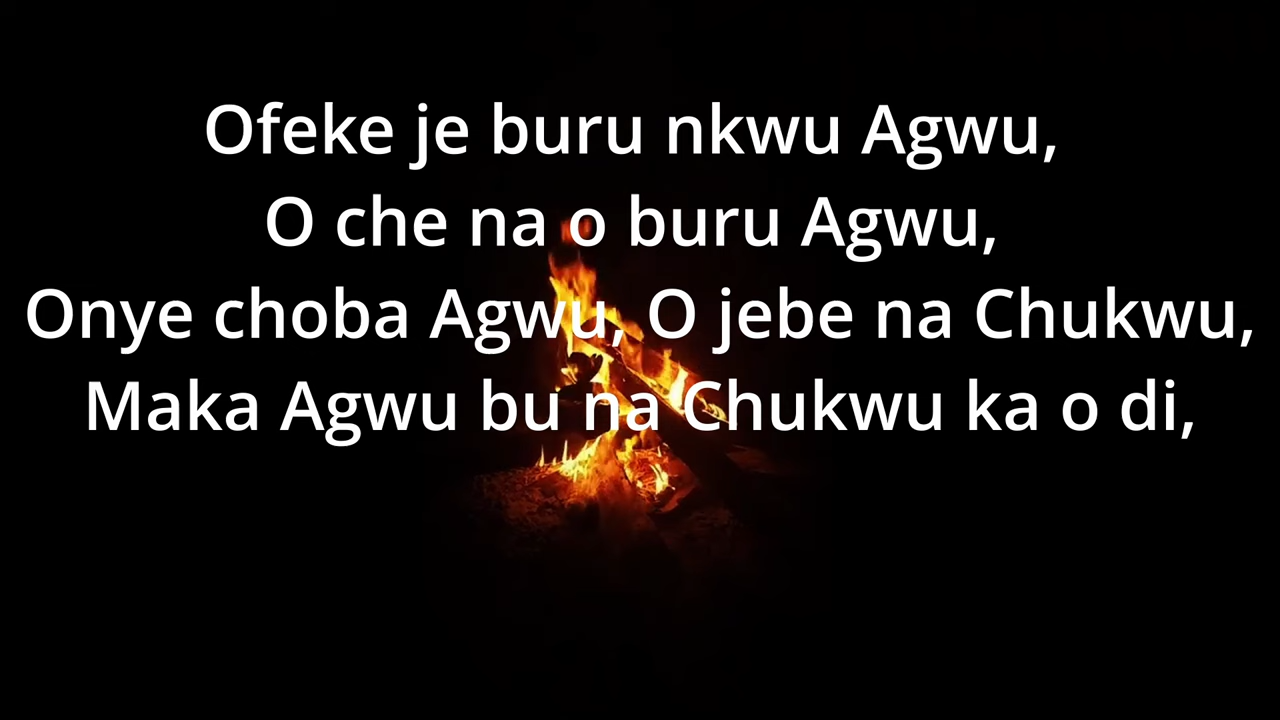 Ofeke je buru nkwu Agwu,
O che na o buru Agwu,
Onye choba Agwu, O jebe na Chukwu,
Maka Agwu bu na Chukwu ka o di,